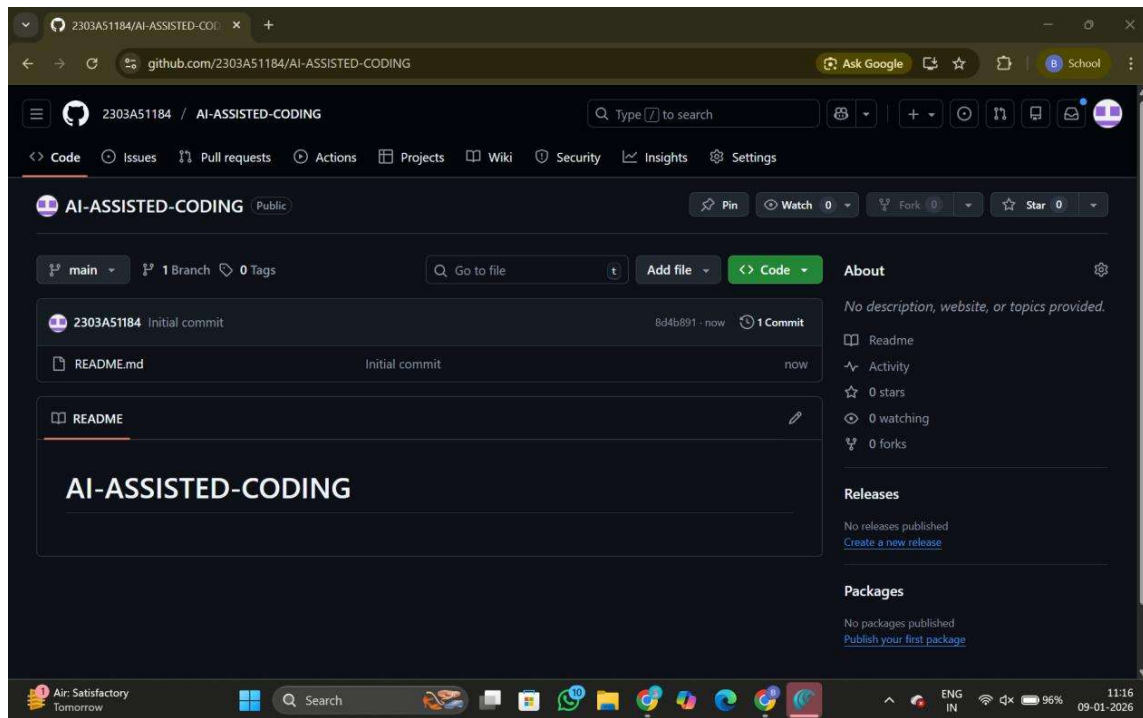 2303A51184/AI-ASSISTED-COD
github.com/2303A51184/AI-ASSISTED-CODING
Ask Google
B School
2303A51184 / AI-ASSISTED-CODING
Type / to search
Code Issues Pull requests Actions Projects Wiki Security Insights Settings
AI-ASSISTED-CODING Public
Pin Watch 0 Fork 0 Star 0
main 1 Branch 0 Tags
Go to file t
Add file
Code
2303A51184 Initial commit
8d4b891 · now 1 Commit
README.md Initial commit now
README
AI-ASSISTED-CODING
About
No description, website, or topics provided.
Readme
Activity
0 stars
0 watching
0 forks
Releases
No releases published
Create a new release
Packages
No packages published
Publish your first package
1
Air: Satisfactory
Tomorrow
Search
10
ENG
IN
96%
11:16
09-01-2026